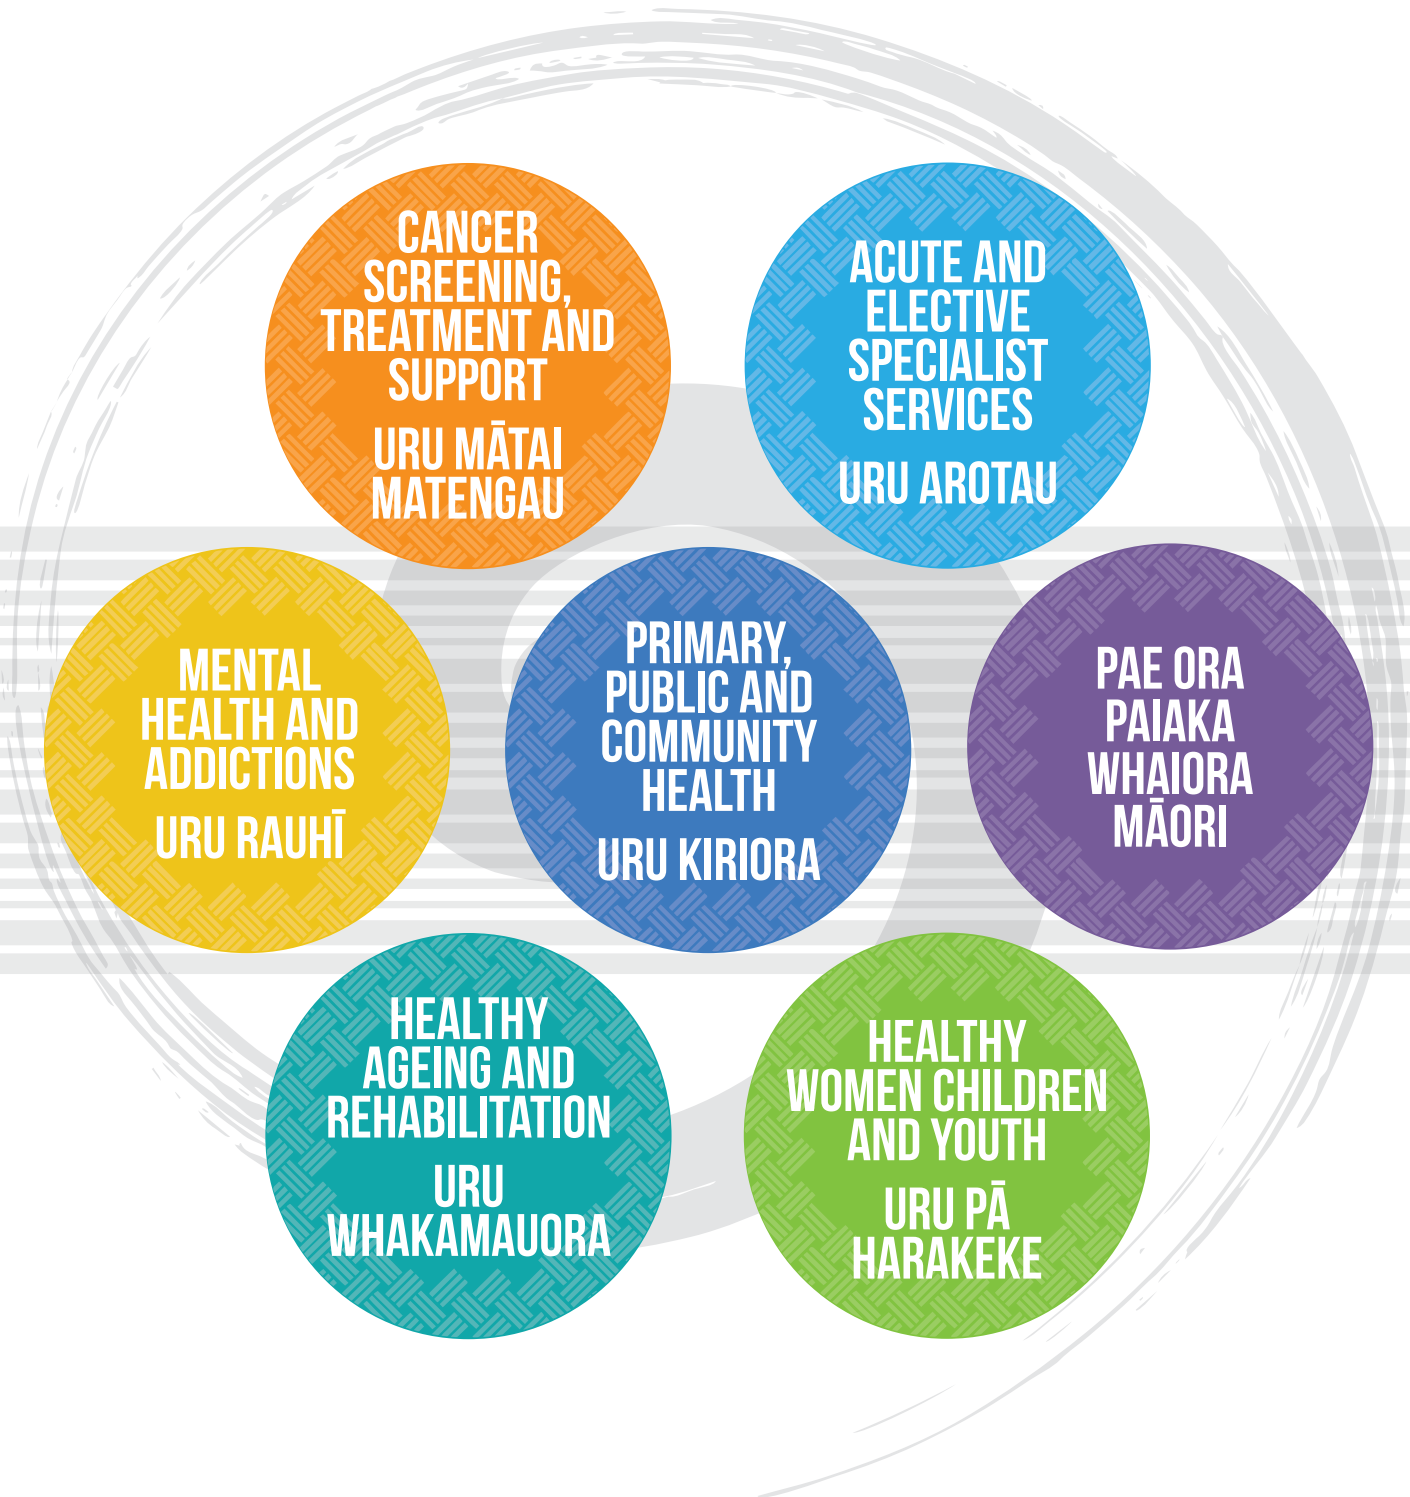 CANCER
SCREENING,
TREATMENT AND
SUPPORT
URU MĀTAI
MATENGAU
ACUTE AND
ELECTIVE
SPECIALIST
SERVICES
URU AROTAU
MENTAL
HEALTH AND
ADDICTIONS
URU RAUHĪ
PRIMARY,
PUBLIC AND
COMMUNITY
HEALTH
URU KIRIORA
PAE ORA
PAIAKA
WHAIORA
MĀORI
HEALTHY
AGEING AND
REHABILITATION
URU
WHAKAMAUORA
HEALTHY
WOMEN CHILDREN
AND YOUTH
URU PĀ
HARAKEKE